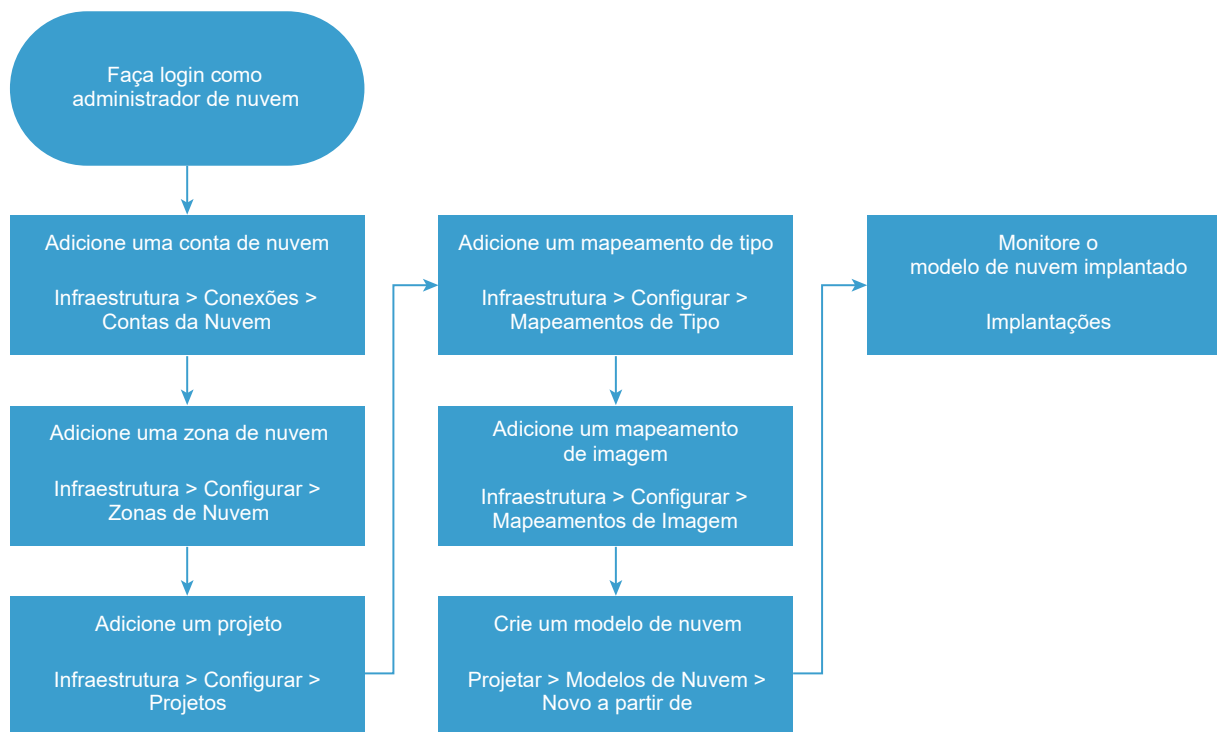 Faça login como
administrador de nuvem
Adicione uma conta de nuvem
Infraestrutura > Conexões >
Contas da Nuvem
Adicione uma zona de nuvem
Infraestrutura > Configurar >
Zonas de Nuvem
Adicione um projeto
Infraestrutura > Configurar >
Projetos
Adicione um mapeamento de tipo
Infraestrutura > Configurar >
Mapeamentos de Tipo
Adicione um mapeamento
de imagem
Infraestrutura > Configurar >
Mapeamentos de Imagem
Crie um modelo de nuvem
Projetar > Modelos de Nuvem >
Novo a partir de
Monitore o
modelo de nuvem implantado
Implantações